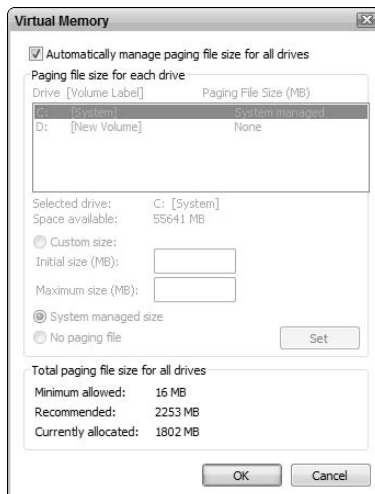 Virtual Memory
Automatically manage paging file size for all drives
Paging file size for each drive
Drive [Volume Label] Paging File Size (MB)
C: [System] System managed
D: [New Volume] None
Selected drive: C: [System]
Space available: 55641 MB
Custom size:
Initial size (MB):
Maximum size (MB):
System managed size
No paging file
Set
Total paging file size for all drives
Minimum allowed: 16 MB
Recommended: 2253 MB
Currently allocated: 1802 MB
OK Cancel